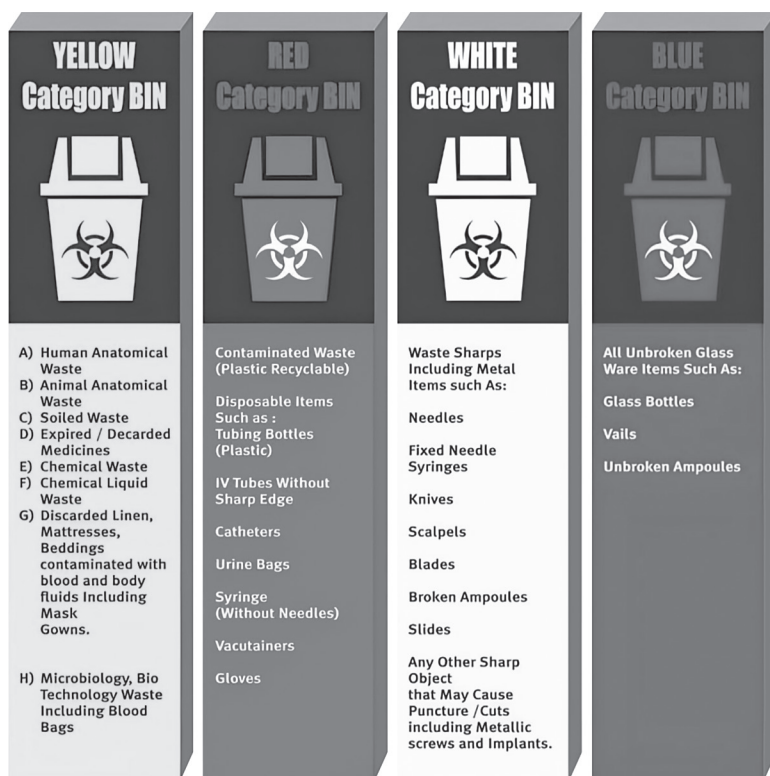 YELLOW
Category BIN
A) Human Anatomical
Waste
B) Animal Anatomical
Waste
C) Soiled Waste
D) Expired / Decarded
Medicines
E) Chemical Waste
F) Chemical Liquid
Waste
G) Discarded Linen,
Mattresses,
Beddings
contaminated with
blood and body
fluids Including
Mask
Gowns.
H) Microbiology, Bio
Technology Waste
Including Blood
Bags
RED
Category BIN
Contaminated Waste
(Plastic Recyclable)
Disposable Items
Such as :
Tubing Bottles
(Plastic)
IV Tubes Without
Sharp Edge
Catheters
Urine Bags
Syringe
(Without Needles)
Vacutainers
Gloves
WHITE
Category BIN
Waste Sharps
Including Metal
Items such As:
Needles
Fixed Needle
Syringes
Knives
Scalpels
Blades
Broken Ampoules
Slides
Any Other Sharp
Object
that May Cause
Puncture /Cuts
including Metallic
screws and Implants.
BLUE
Category BIN
All Unbroken Glass
Ware Items Such As:
Glass Bottles
Vails
Unbroken Ampoules